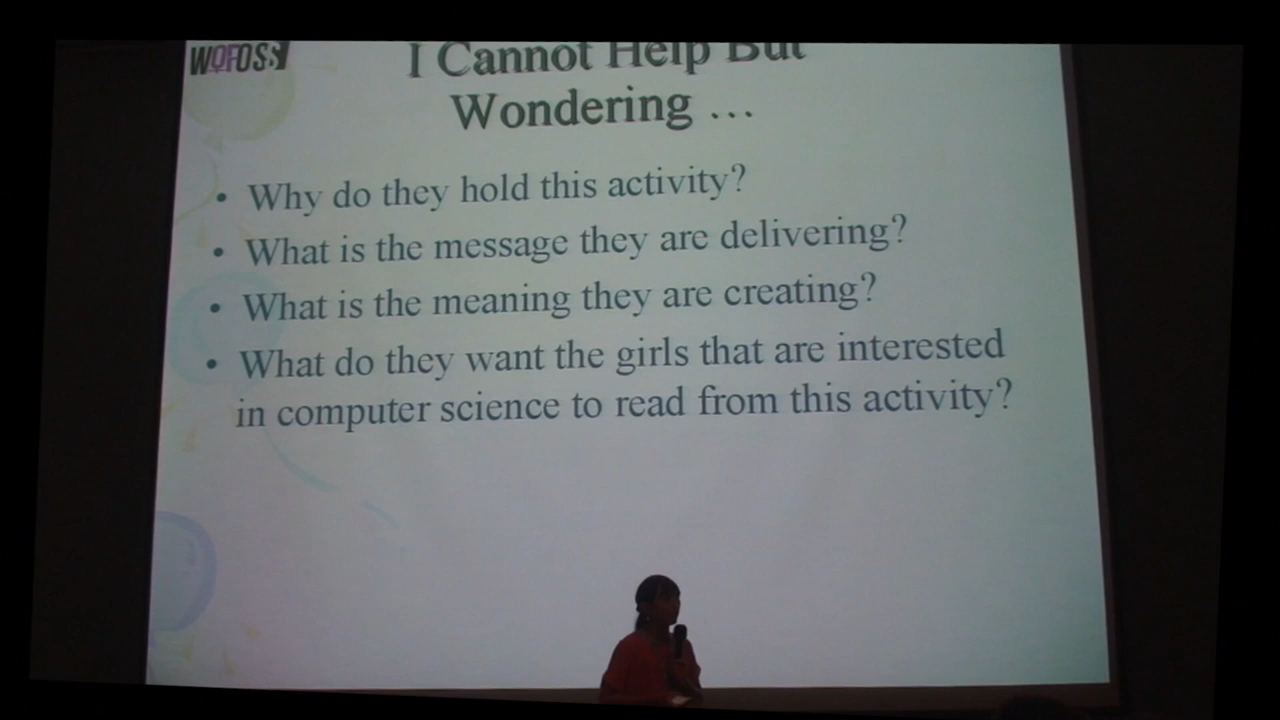 WOFOSSY
I Cannot Help But
Wondering …
• Why do they hold this activity?
• What is the message they are delivering?
• What is the meaning they are creating?
• What do they want the girls that are interested
in computer science to read from this activity?